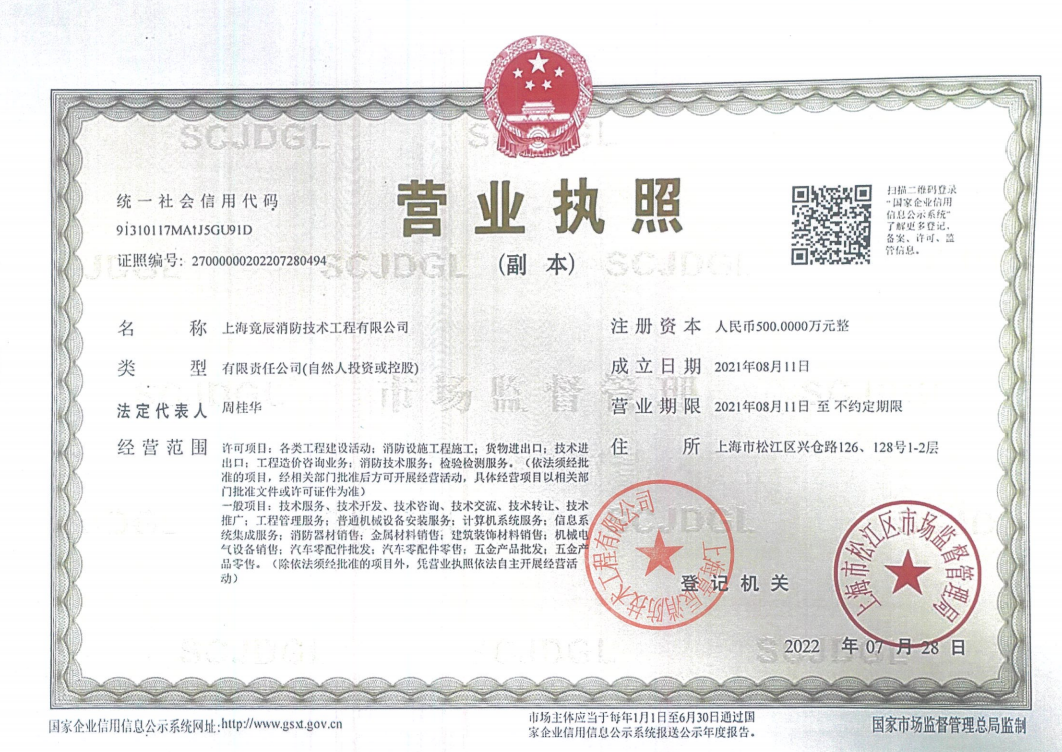 营业执照
（副 本）
统一社会信用代码
91310117MA1J5GU91D
证照编号：27000000202207280494
扫描二维码登录
“国家企业信用
信息公示系统”
了解更多登记、
备案、许可、监
管信息。
名 称 上海竟辰消防技术工程有限公司
类 型 有限责任公司(自然人投资或控股)
法定代表人 周桂华
经营范围 许可项目：各类工程建设活动；消防设施工程施工；货物进出口；技术进
出口；工程造价咨询业务；消防技术服务；检验检测服务。（依法须经批
准的项目，经相关部门批准后方可开展经营活动，具体经营项目以相关部
门批准文件或许可证件为准）
一般项目：技术服务、技术开发、技术咨询、技术交流、技术转让、技术
推广；工程管理服务；普通机械设备安装服务；计算机系统服务；信息系
统集成服务；消防器材销售；金属材料销售；建筑装饰材料销售；机械电
气设备销售；汽车零配件批发；汽车零配件零售；五金产品批发；五金产
品零售。（除依法须经批准的项目外，凭营业执照依法自主开展经营活
动）
注册资本 人民币500.0000万元整
成立日期 2021年08月11日
营业期限 2021年08月11日 至 不约定期限
住 所 上海市松江区兴仓路126、128号1-2层
上海竟辰消防技术工程有限公司
登记机关
上海市松江区市场监督管理局
2022 年 07 月 28 日
SCJDGL
市场监督管理
国家企业信用信息公示系统网址：http://www.gsxt.gov.cn
市场主体应当于每年1月1日至6月30日通过国
家企业信用信息公示系统报送公示年度报告。
国家市场监督管理总局监制